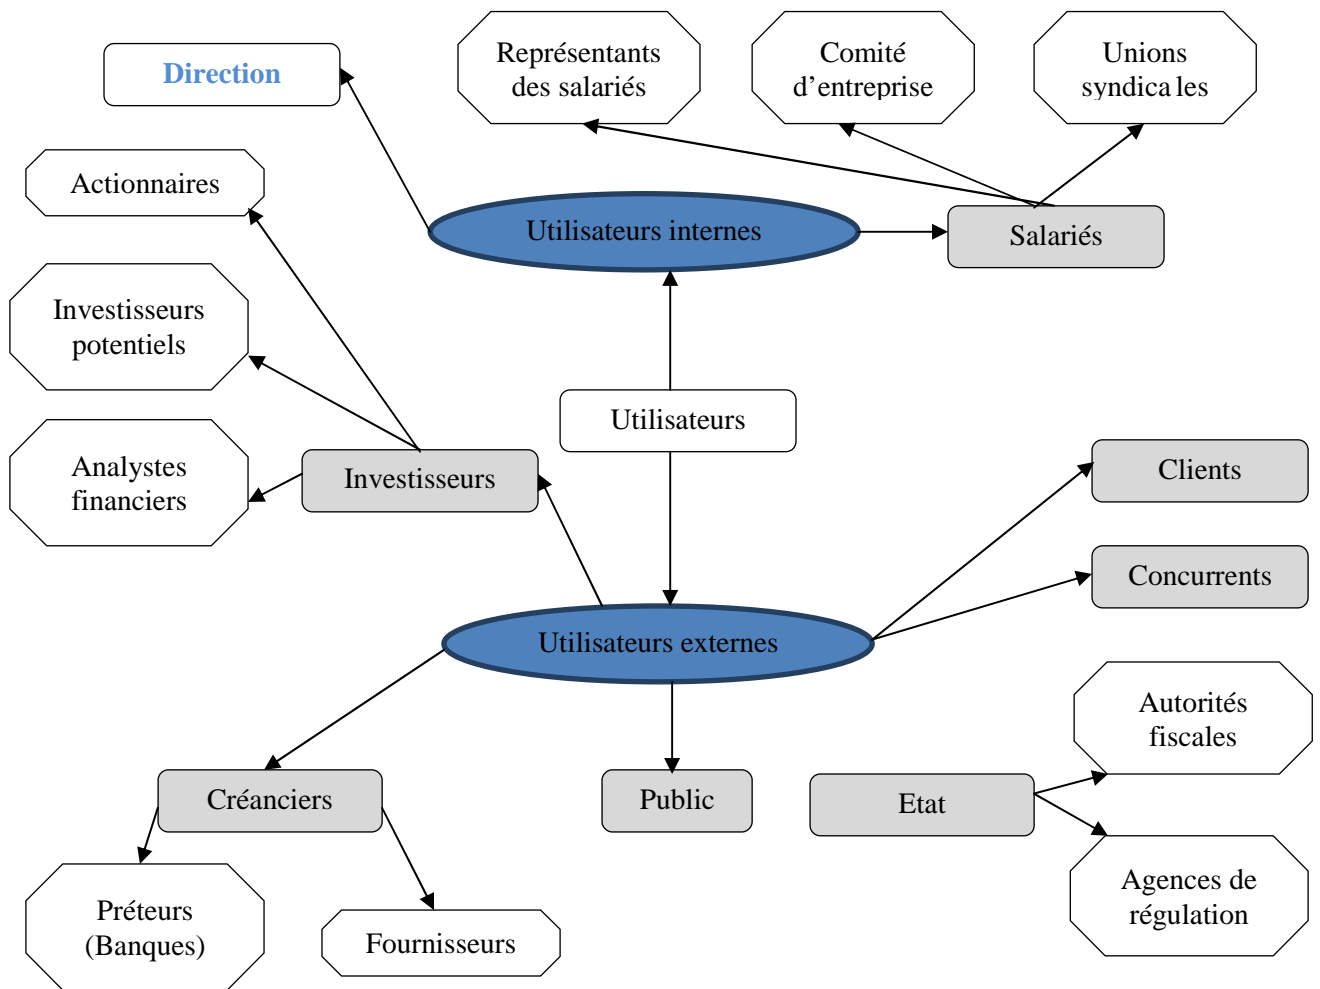 Direction
Représentants
des salariés
Comité
d’entreprise
Unions
syndica les
Actionnaires
Utilisateurs internes
Salariés
Investisseurs
potentiels
Utilisateurs
Analystes
financiers
Investisseurs
Clients
Concurrents
Utilisateurs externes
Autorités
fiscales
Créanciers
Public
Etat
Préteurs
(Banques)
Fournisseurs
Agences de
régulation